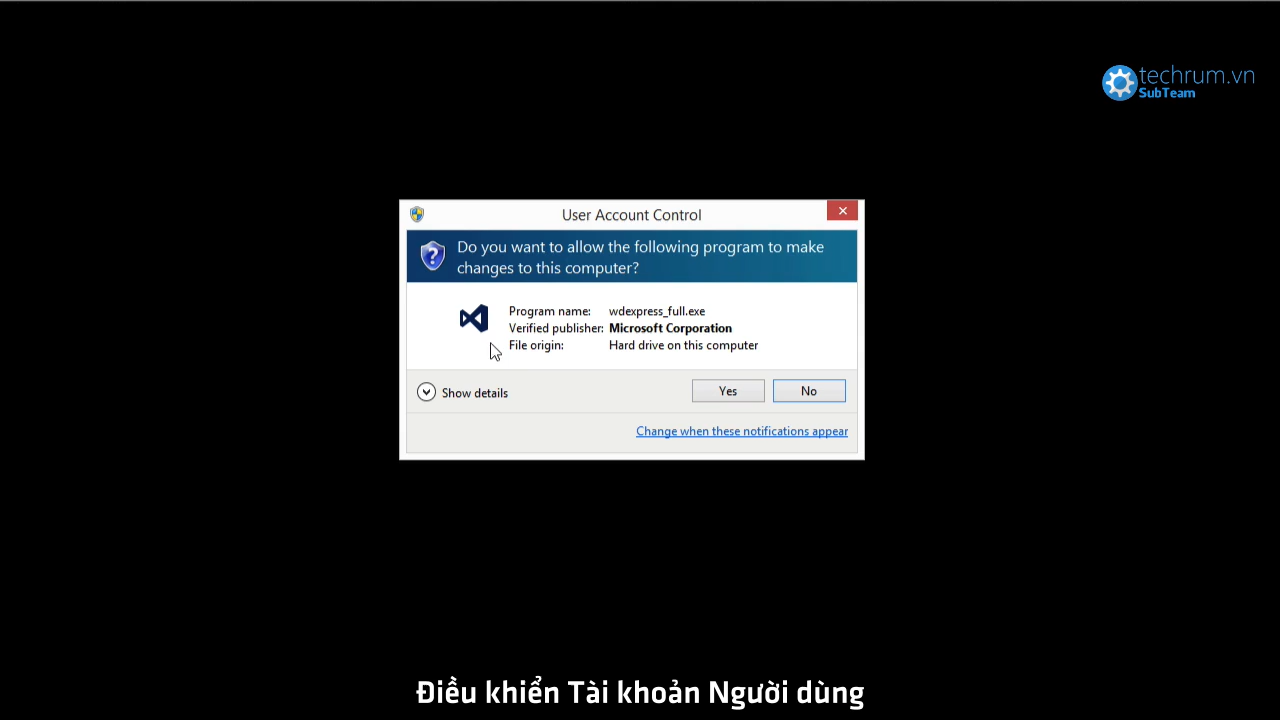 techrum.vn
SubTeam
User Account Control
Do you want to allow the following program to make
changes to this computer?
Program name: wdexpress_full.exe
Verified publisher: Microsoft Corporation
File origin: Hard drive on this computer
Show details
Yes
No
Change when these notifications appear
Điều khiển Tài khoản Người dùng